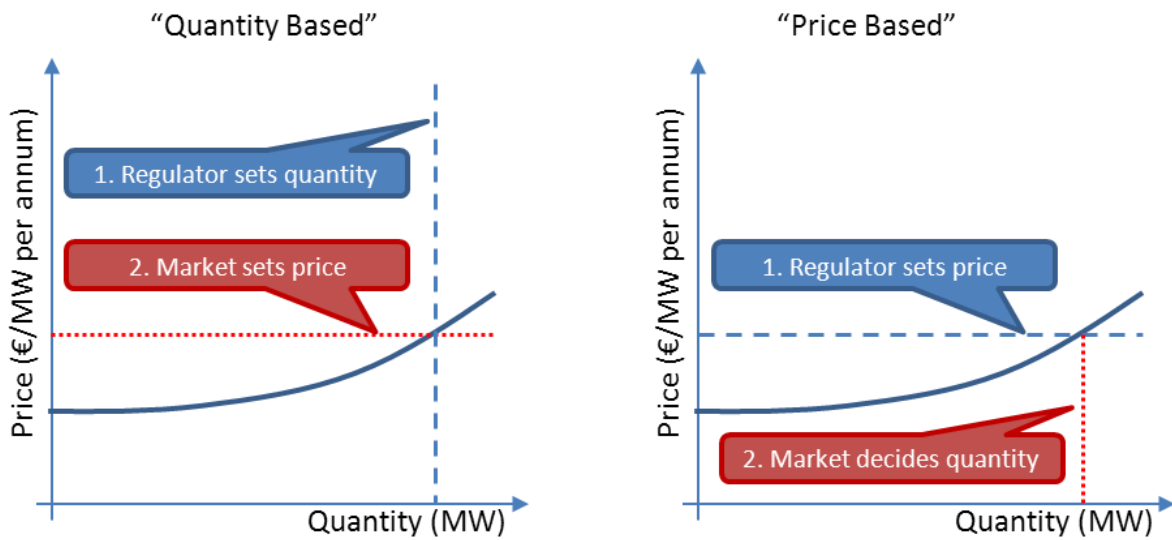 “Quantity Based”
Price (€/MW per annum)
1. Regulator sets quantity
2. Market sets price
Quantity (MW)
“Price Based”
Price (€/MW per annum)
1. Regulator sets price
2. Market decides quantity
Quantity (MW)